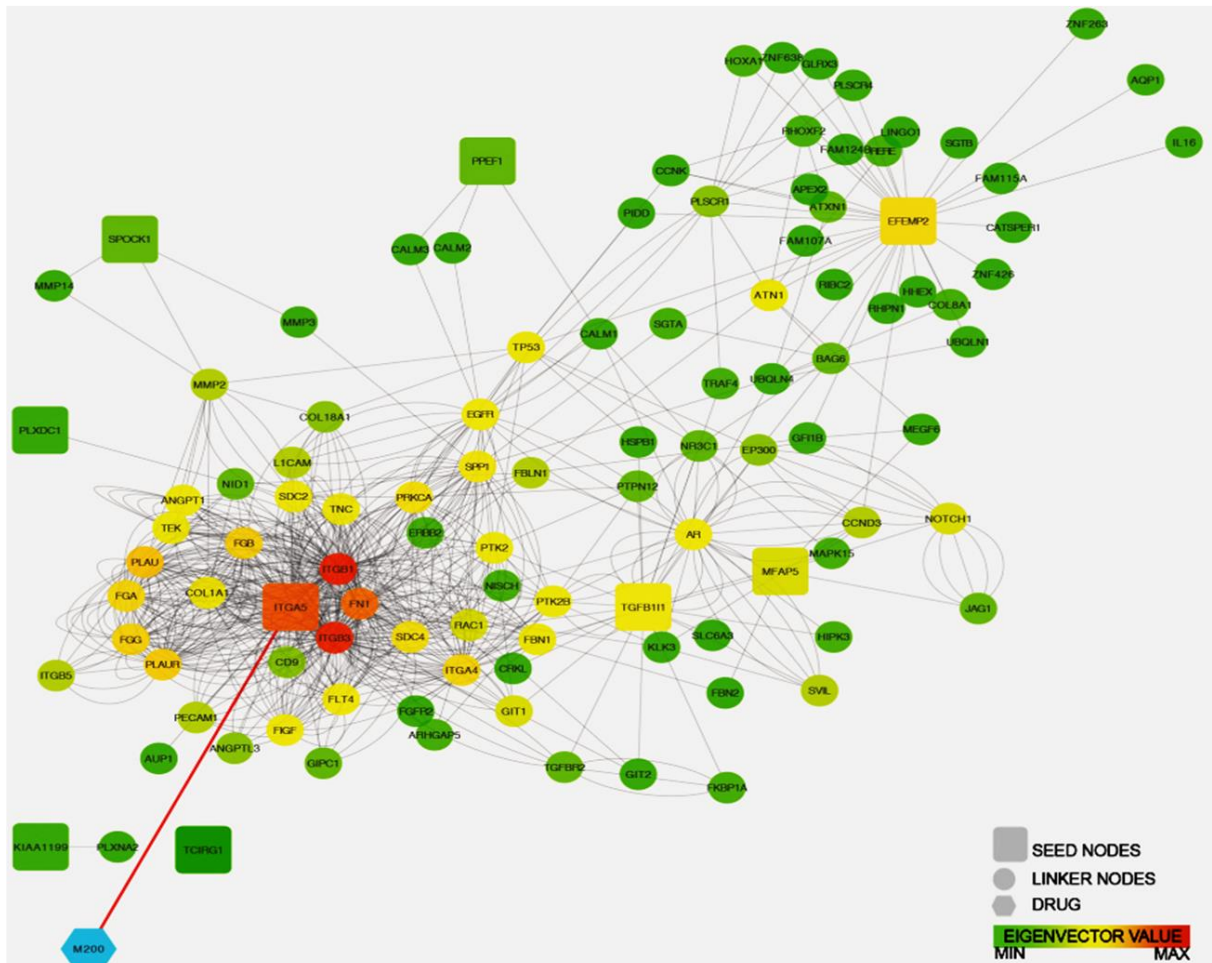 ZNF263
HOXA1
ZNF638
GLRX3
AQP1
PLSCR4
RHOXF2
LINGO1
IL16
FAM124B
RERE
SGTB
PPEF1
CCNK
FAM115A
APEX2
PLSCR1
ATXN1
PIDD
EFEMP2
CATSPER1
SPOCK1
FAM107A
CALM3
CALM2
ZNF426
MMP14
RIBC2
HHEX
ATN1
COL8A1
RHPN1
MMP3
SGTA
CALM1
UBQLN1
TP53
BAG6
MMP2
TRAF4
UBQLN4
EGFR
COL18A1
PLXDC1
MEGF6
HSPB1
GFI1B
NR3C1
EP300
L1CAM
SPP1
FBLN1
NID1
PTPN12
SDC2
PRKCA
ANGPT1
TNC
NOTCH1
CCND3
TEK
ERBB2
AR
FGB
PTK2
MAPK15
PLAU
ITGB1
MFAP5
NISCH
COL1A1
FGA
PTK2B
FN1
ITGA5
TGFB1I1
JAG1
RAC1
SLC6A3
HIPK3
FGG
ITGB3
SDC4
FBN1
KLK3
PLAUR
CD9
ITGA4
CRKL
ITGB5
SVIL
FBN2
FLT4
FGFR2
GIT1
PECAM1
FIGF
ARHGAP5
ANGPTL3
AUP1
GIPC1
TGFBR2
GIT2
FKBP1A
KIAA1199
PLXNA2
TCIRG1
SEED NODES
LINKER NODES
DRUG
EIGENVECTOR VALUE
M200
MIN MAX